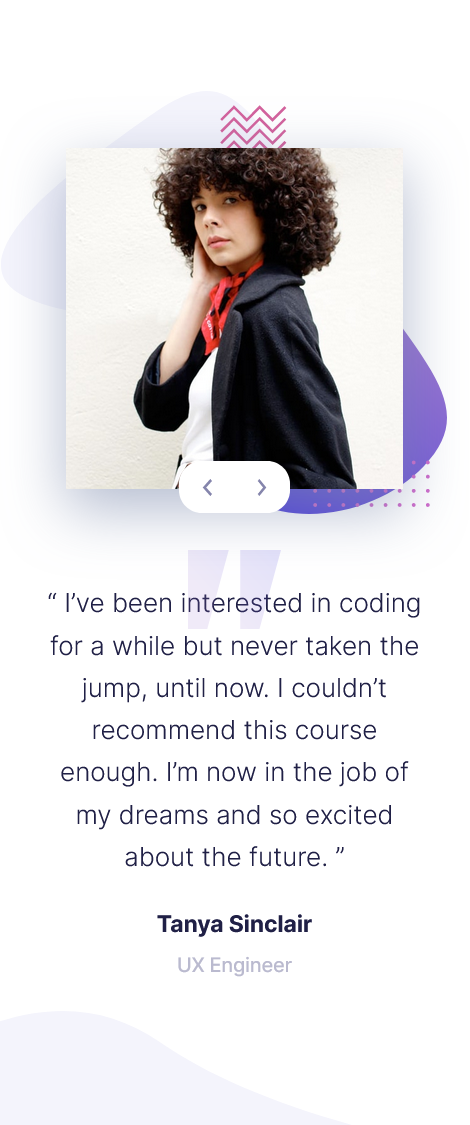 “ I’ve been interested in coding
for a while but never taken the
jump, until now. I couldn’t
recommend this course
enough. I’m now in the job of
my dreams and so excited
about the future. ”
Tanya Sinclair
UX Engineer